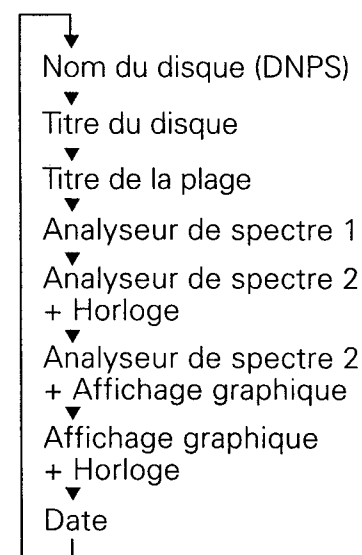 Nom du disque (DNPS)
Titre du disque
Titre de la plage
Analyseur de spectre 1
Analyseur de spectre 2
+ Horloge
Analyseur de spectre 2
+ Affichage graphique
Affichage graphique
+ Horloge
Date